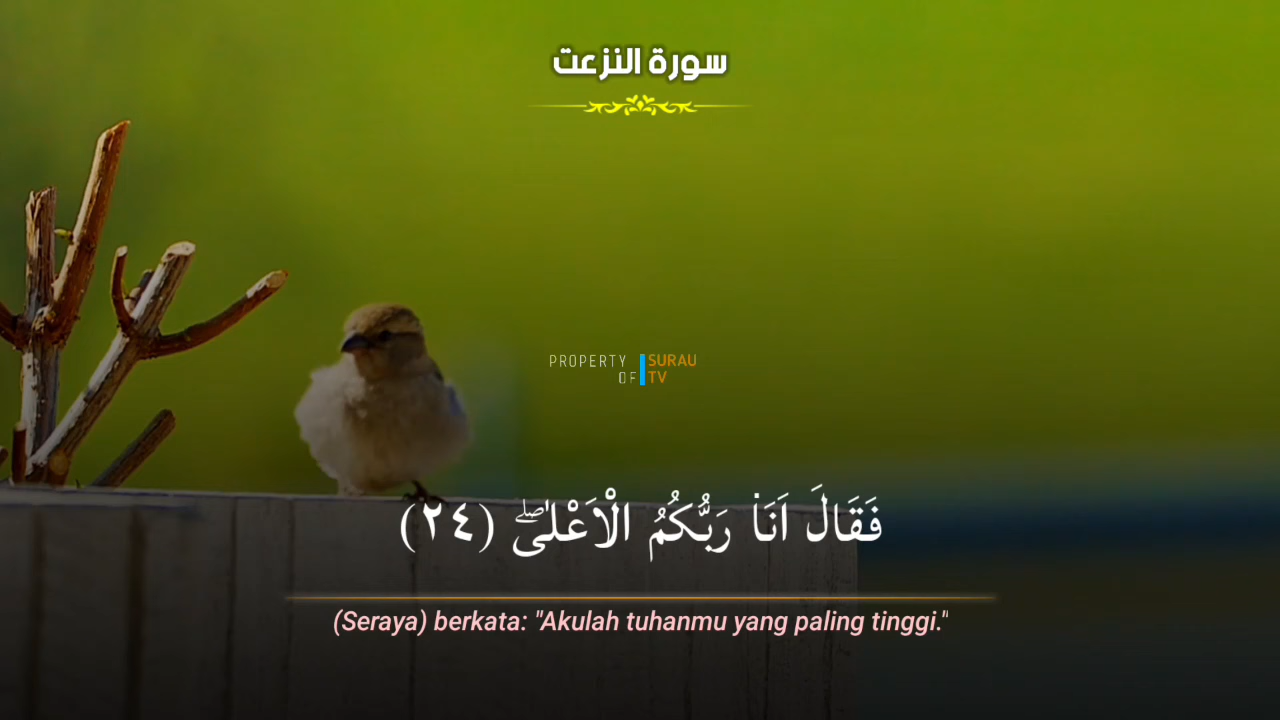 سورة النزعت
PROPERTY OF
SURAU TV
فَقَالَ اَنَا۠ رَبُّكُمُ الْاَعْلٰىۖ (٢٤)
(Seraya) berkata: "Akulah tuhanmu yang paling tinggi."